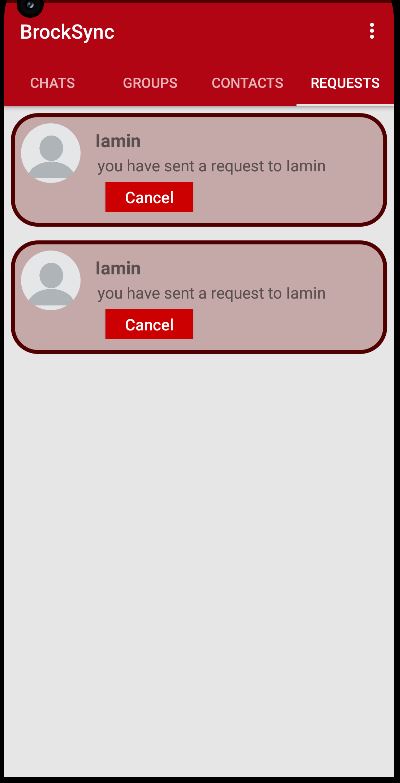 BrockSync
CHATS GROUPS CONTACTS REQUESTS
lamin
you have sent a request to lamin
Cancel
lamin
you have sent a request to lamin
Cancel